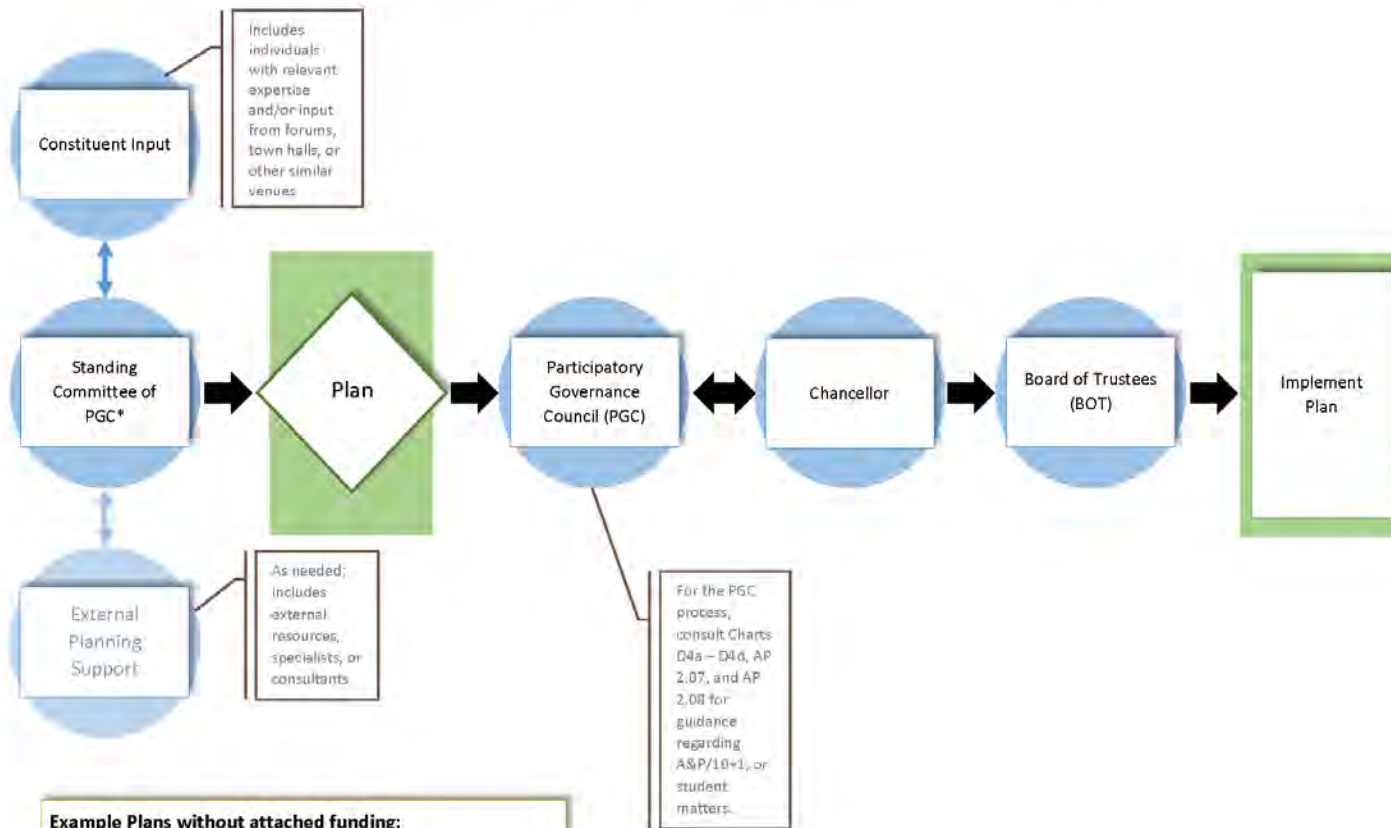 Includes
individuals
with relevant
expertise
and/or input
from forums,
town halls, or
other similar
venues
Constituent Input
Standing
Committee of
PGC*
Plan
Participatory
Governance
Council (PGC)
Chancellor
Board of Trustees
(BOT)
Implement
Plan
External
Planning
Support
As needed;
includes
external
resources,
specialists, or
consultants
For the PGC
process,
consult Charts
D4a – D4d, AP
2.07, and AP
2.08 for
guidance
regarding
A&P/10+1, or
student
matters.
Example Plans without attached funding: